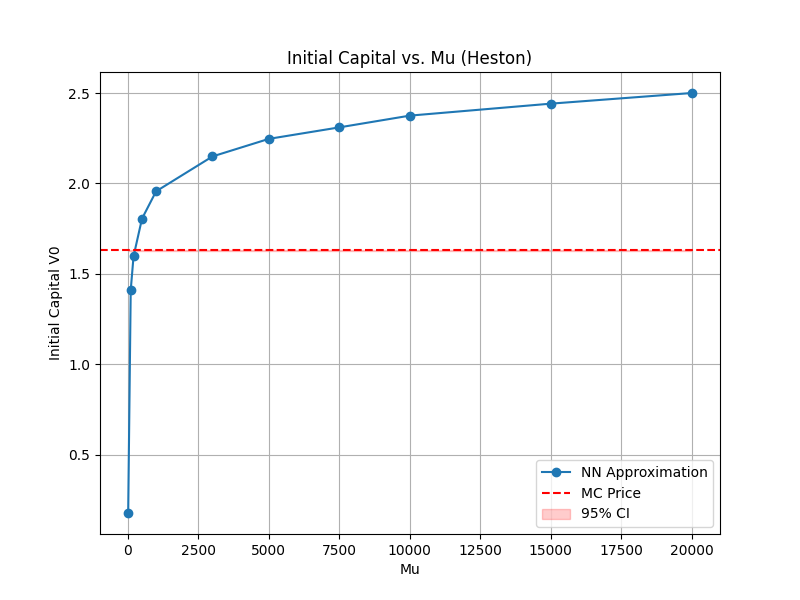 Initial Capital vs. Mu (Heston)
Initial Capital V0
2.5
2.0
1.5
1.0
0.5
NN Approximation
MC Price
95% CI
0 2500 5000 7500 10000 12500 15000 17500 20000
Mu